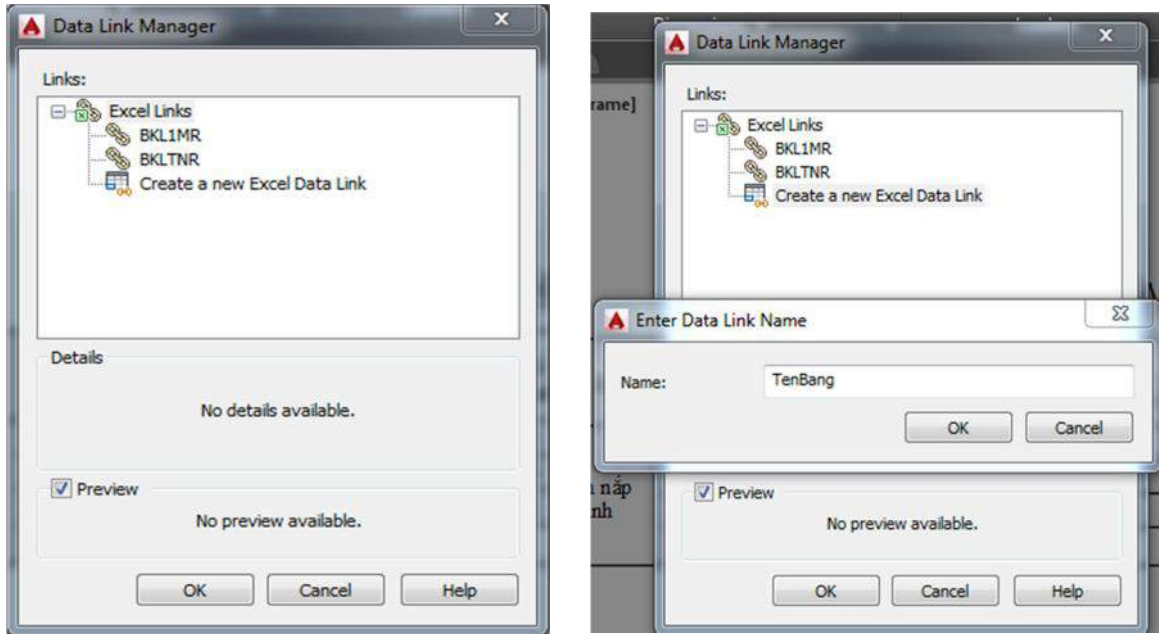 Data Link Manager
Links:
Excel Links
BKL1MR
BKLTNR
Create a new Excel Data Link
Details
No details available.
Preview
No preview available.
OK Cancel Help
Data Link Manager
rame]
Links:
Excel Links
BKL1MR
BKLTNR
Create a new Excel Data Link
Enter Data Link Name
Name: TenBang
OK Cancel
nắp
nh
Preview
No preview available.
OK Cancel Help